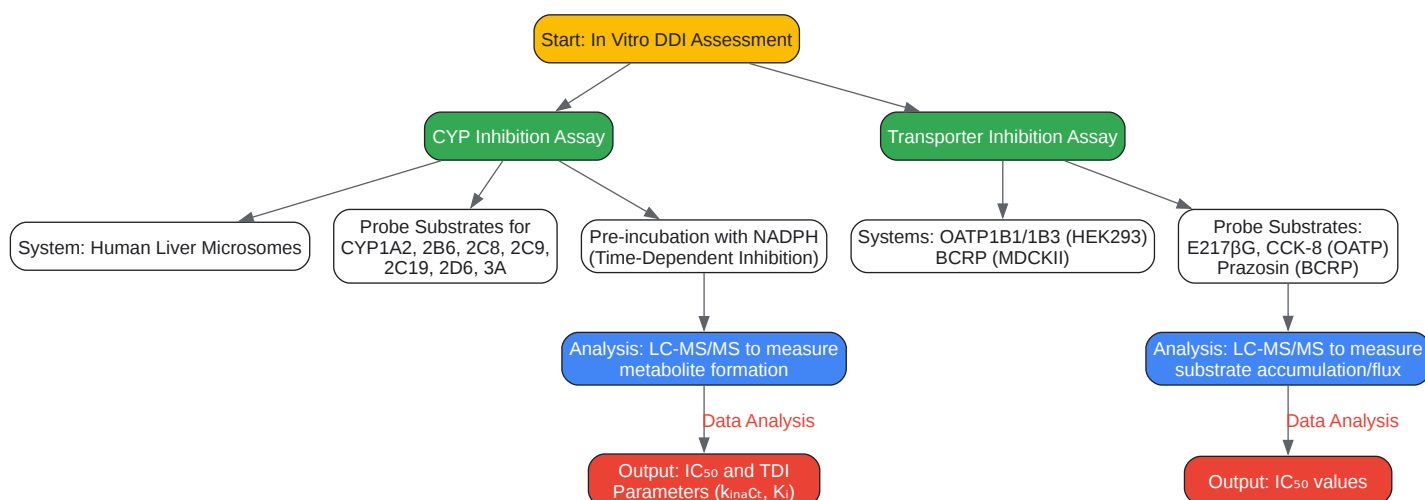 Start: In Vitro DDI Assessment
CYP Inhibition Assay
Transporter Inhibition Assay
System: Human Liver Microsomes
Probe Substrates for
CYP1A2, 2B6, 2C8, 2C9,
2C19, 2D6, 3A
Pre-incubation with NADPH
(Time-Dependent Inhibition)
Systems: OATP1B1/1B3 (HEK293)
BCRP (MDCKII)
Probe Substrates:
E217βG, CCK-8 (OATP)
Prazosin (BCRP)
Analysis: LC-MS/MS to measure
metabolite formation
Analysis: LC-MS/MS to measure
substrate accumulation/flux
Data Analysis
Data Analysis
Output: IC₅₀ and TDI
Parameters (kᵢₙₐcₜ, Kᵢ)
Output: IC₅₀ values